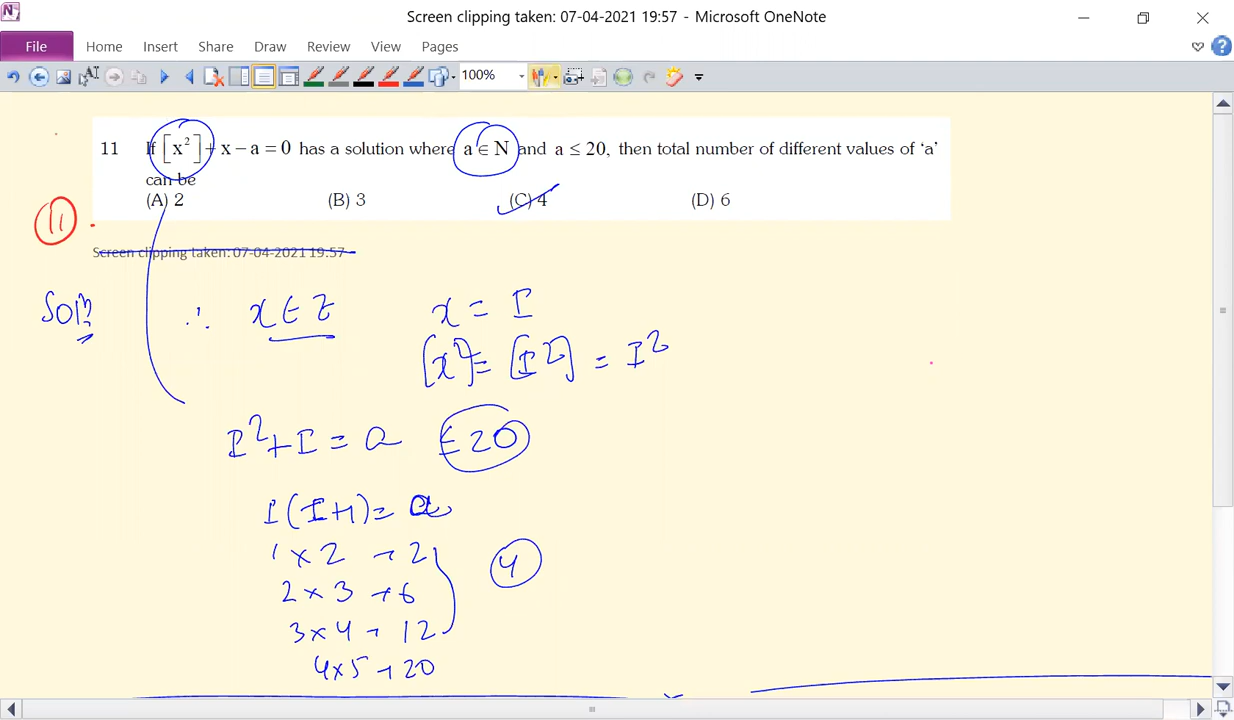 Screen clipping taken: 07-04-2021 19:57 - Microsoft OneNote
File Home Insert Share Draw Review View Pages
100%
11 If [x²] + x − a = 0 has a solution where a ∈ N and a ≤ 20, then total number of different values of 'a'
can be
(A) 2 (B) 3 (C) 4 (D) 6
11.
Screen clipping taken: 07-04-2021 19:57
Solⁿ ∴ x ∈ Z x = I
[x²] = [I²] = I²
I² + I = a ≤ 20
I(I+1) = a
1 × 2 → 2
4
2 × 3 → 6
3 × 4 → 12
4 × 5 → 20